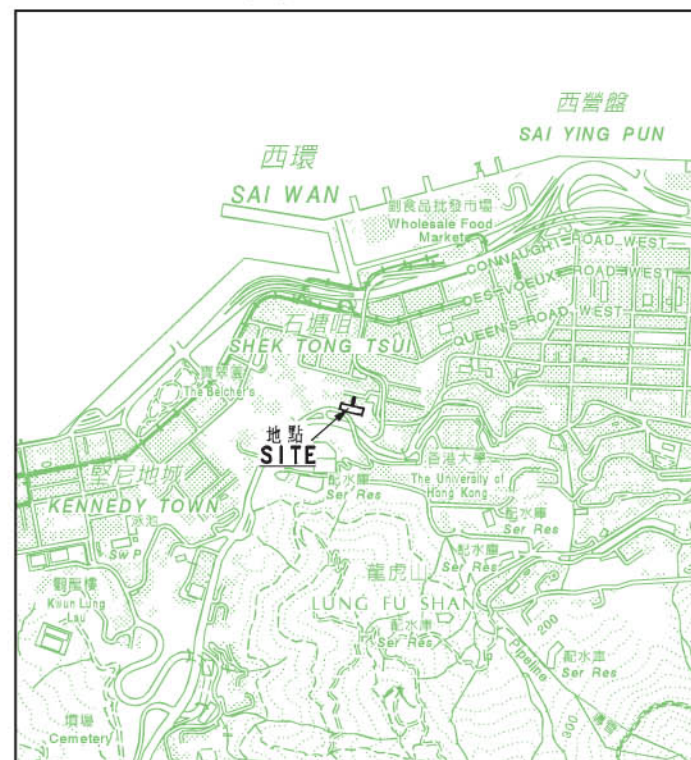 西營盤
SAI YING PUN
西環
SAI WAN
副食品批發市場
Wholesale Food
Market
CONNAUGHT ROAD WEST
DES VOEUX ROAD WEST
QUEEN'S ROAD WEST
石塘咀
SHEK TONG TSUI
寶翠園
The Belcher's
地點
SITE
堅尼地城
KENNEDY TOWN
泳池
Sw P
配水庫
Ser Res
香港大學
The University of
Hong Kong
配水庫
Ser Res
配水庫
Ser Res
觀龍樓
Kwun Lung
Lau
龍虎山
LUNG FU SHAN
配水庫
Ser Res
200
Pipeline
配水庫
Ser Res
300
導管
墳場
Cemetery